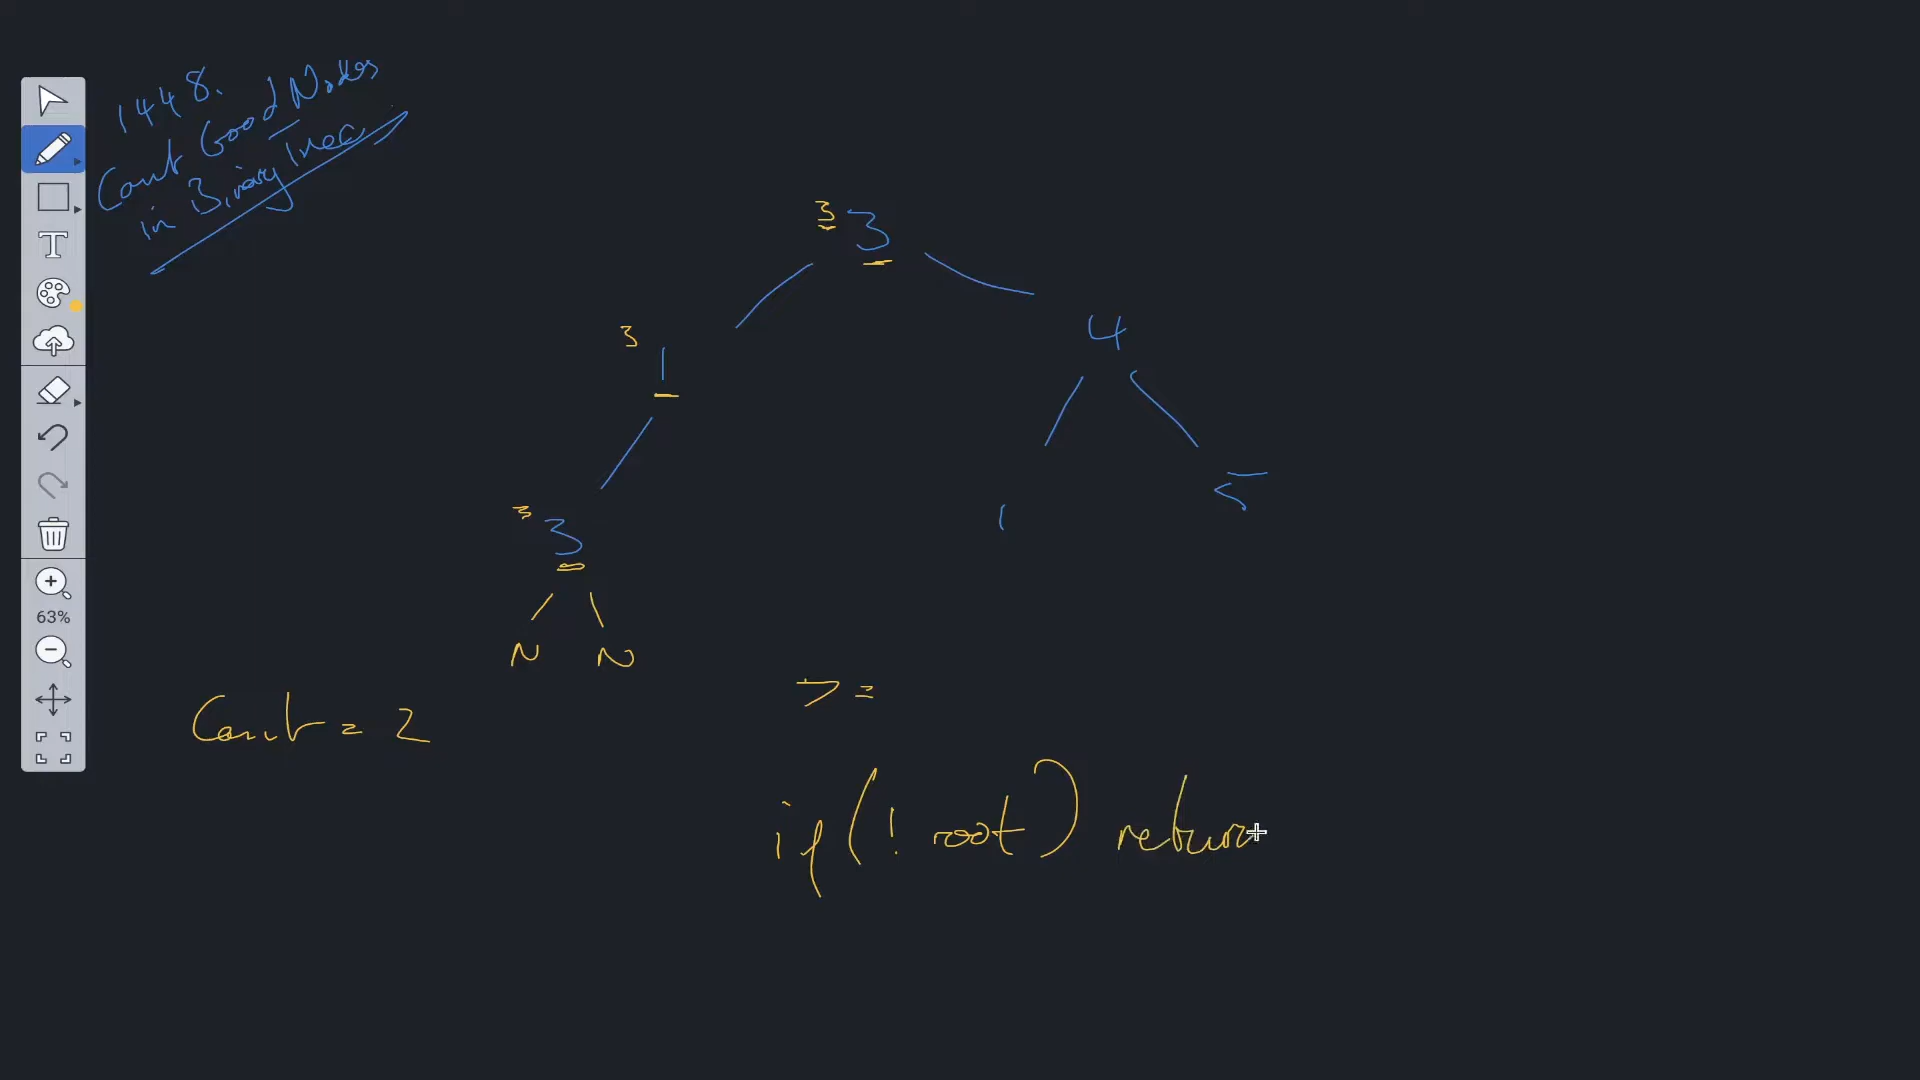 1448.
Count Good Nodes
in Binary Tree
3 3
3
1
4
3 3
1
5
N N
>=
Count = 2
if (! root) return
63%